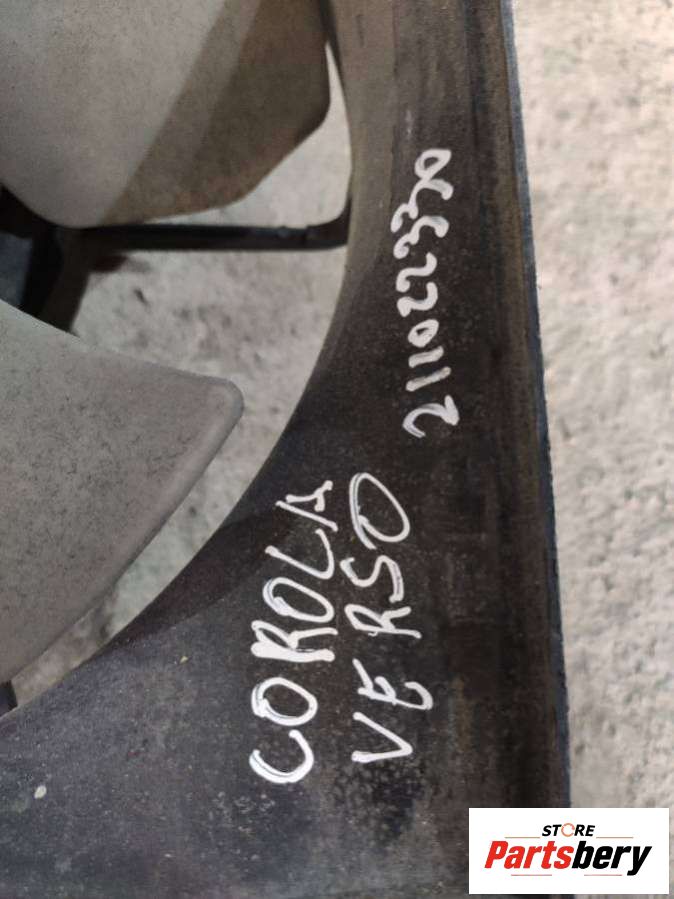 COROLA
VERSO
211022330
STORE
Partsbery